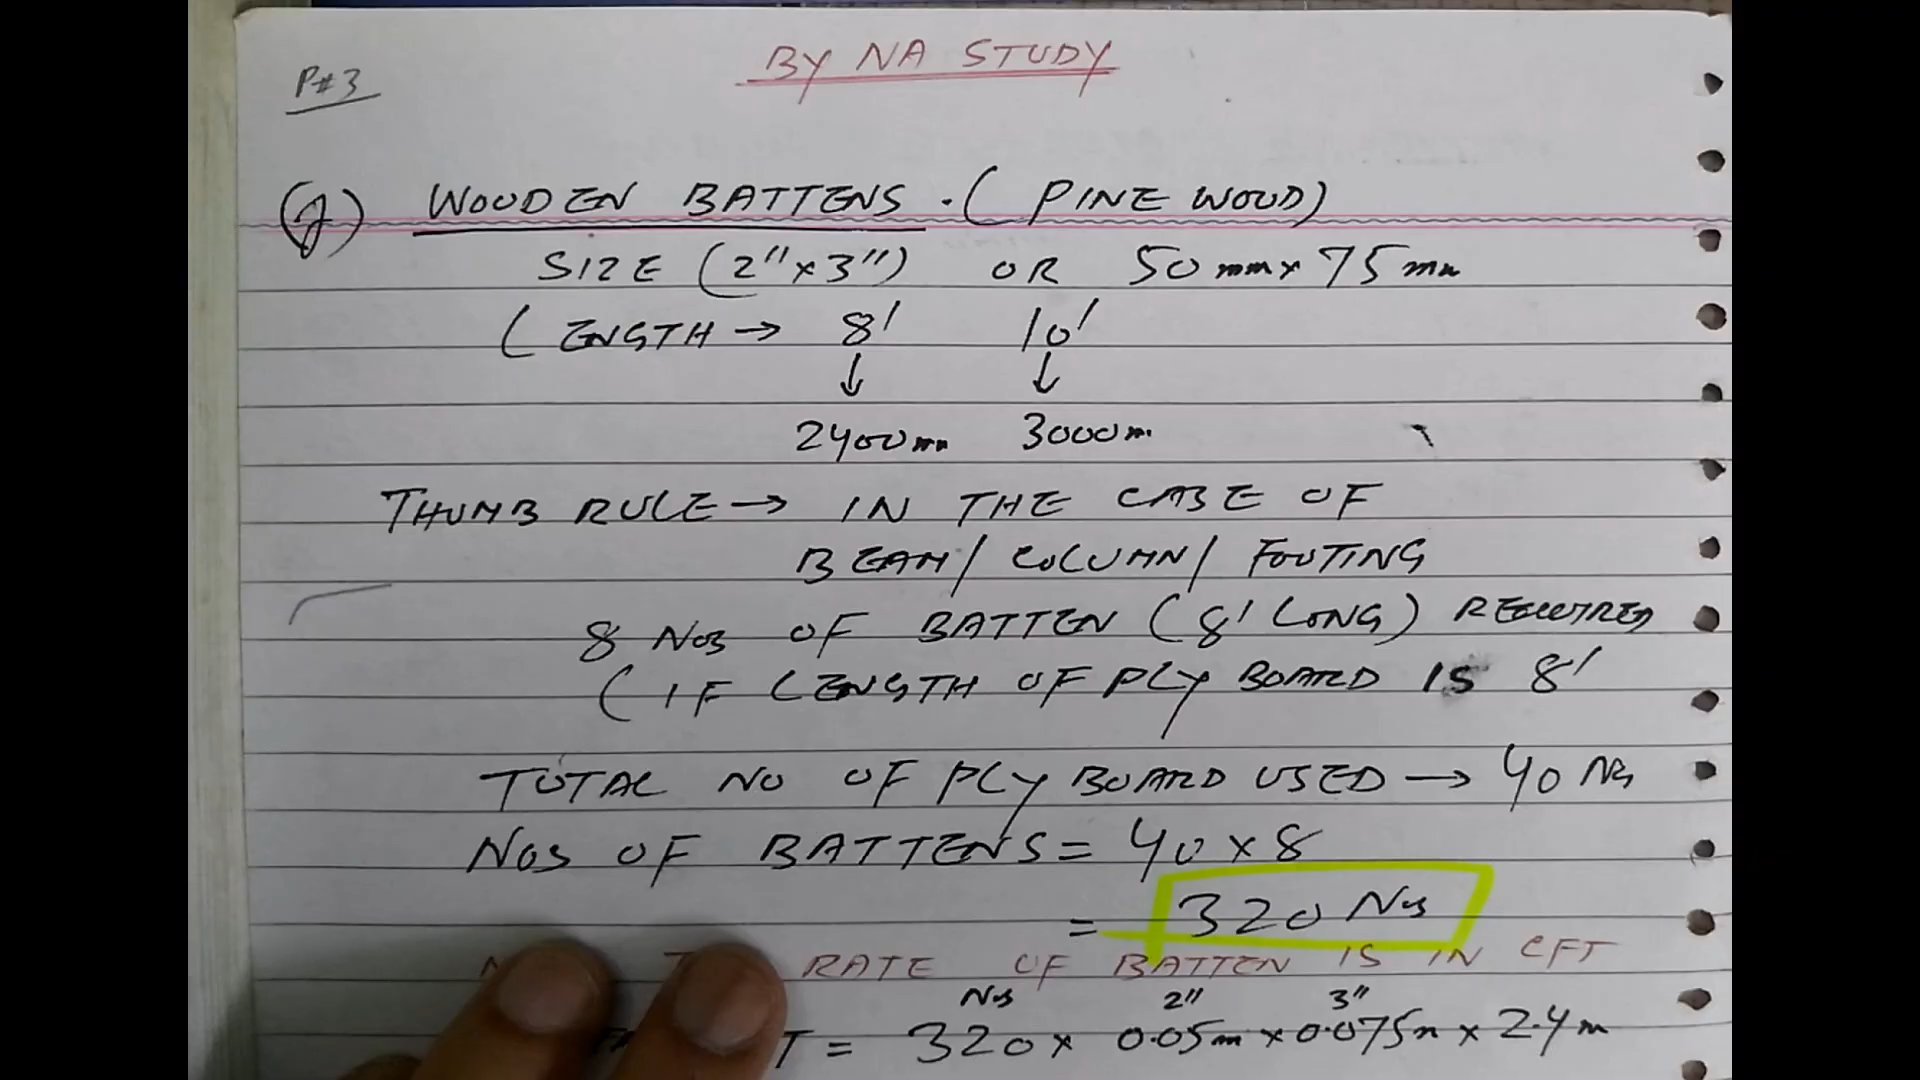 BY NA STUDY
P#3
WOODEN BATTENS. (PINE WOOD)
SIZE (2"x3") OR 50mmx75mm
LENGTH → 8' 10'
↓ ↓
2400mm 3000m
THUMB RULE → IN THE CASE OF
BEAM/ COLUMN/ FOOTING
8 Nos OF BATTEN (8' LONG) REQUIRED
( IF LENGTH OF PLY BOARD IS 8'
TOTAL NO OF PLY BOARD USED → 40 Nos
Nos OF BATTENS = 40 x 8
= 320 Nos
RATE OF BATTEN IS IN CFT
Nos 2" 3"
T = 320 x 0.05m x 0.075m x 2.4m